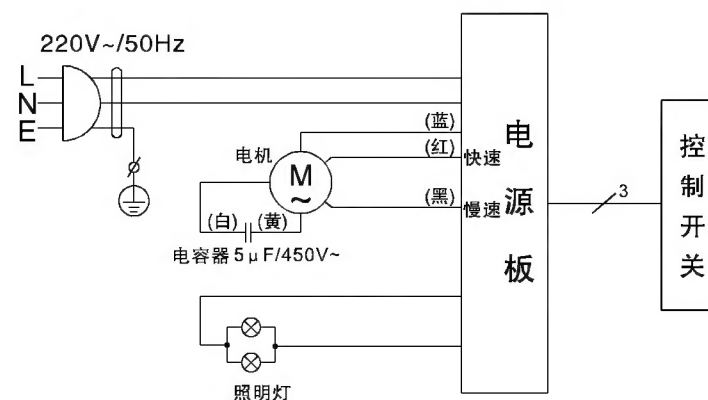 220V~/50Hz
L
N
E
(蓝)
(红)
快速
电机
M
~
(黑)
慢速
(白)
(黄)
电容器5μF/450V~
照明灯
电源板
3
控制开关